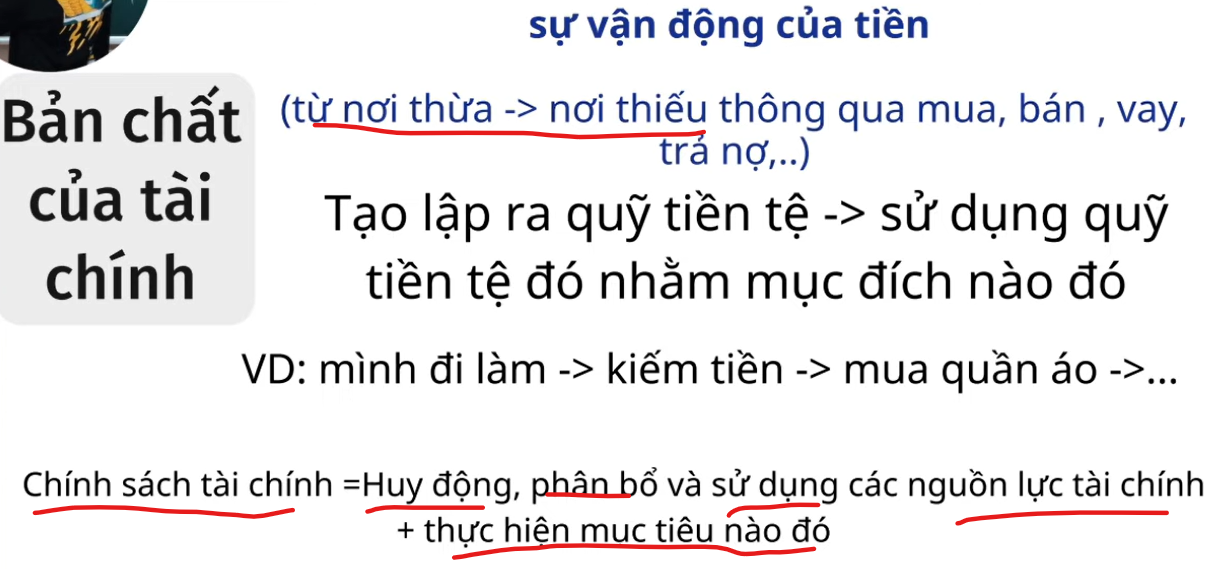 sự vận động của tiền
Bản chất
của tài
chính
(từ nơi thừa -> nơi thiếu thông qua mua, bán , vay,
trả nợ,..)
Tạo lập ra quỹ tiền tệ -> sử dụng quỹ
tiền tệ đó nhằm mục đích nào đó
VD: mình đi làm -> kiếm tiền -> mua quần áo ->...
Chính sách tài chính =Huy động, phân bổ và sử dụng các nguồn lực tài chính
+ thực hiện mục tiêu nào đó